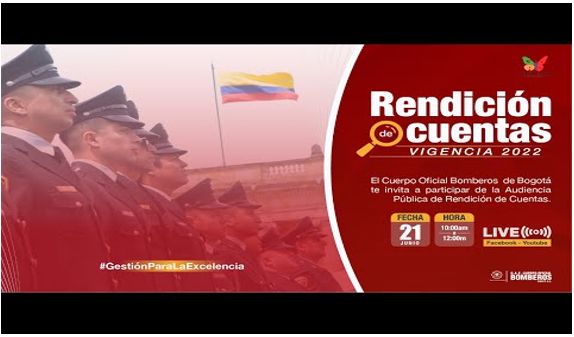 Rendición
de cuentas
VIGENCIA 2022
El Cuerpo Oficial Bomberos de Bogotá
te invita a participar de la Audiencia
Pública de Rendición de Cuentas.
FECHA
21
JUNIO
HORA
10:00am
a
12:00m
LIVE
Facebook - Youtube
#GestiónParaLaExcelencia
BOMBEROS